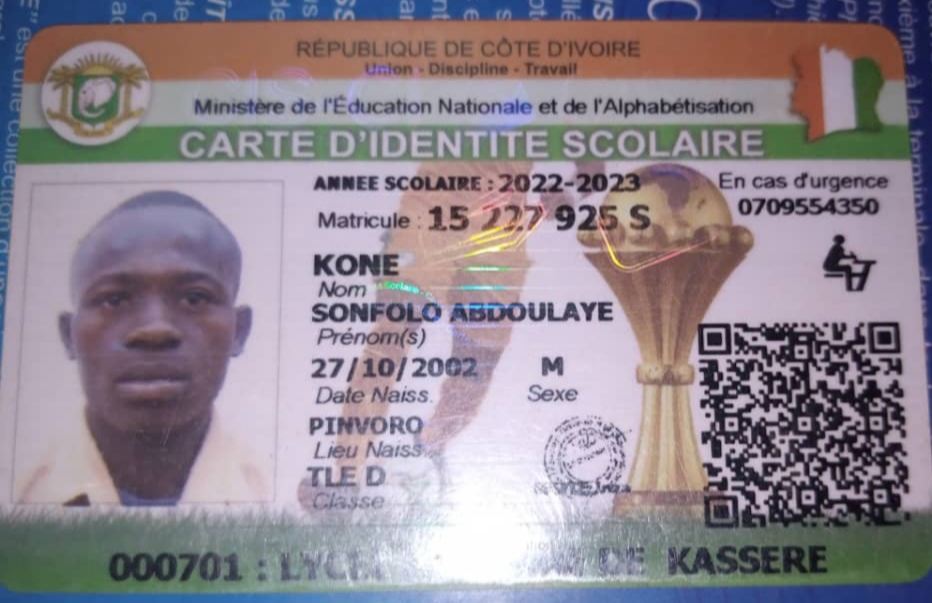 RÉPUBLIQUE DE CÔTE D'IVOIRE
Union - Discipline - Travail
Ministère de l'Éducation Nationale et de l'Alphabétisation
CARTE D'IDENTITE SCOLAIRE
ANNEE SCOLAIRE : 2022-2023
En cas d'urgence
0709554350
Matricule : 15 227 925 S
KONE
Nom
SONFOLO ABDOULAYE
Prénom(s)
27/10/2002 M
Date Naiss. Sexe
PINVORO
Lieu Naiss.
TLE D
Classe
000701 : DE KASSERE